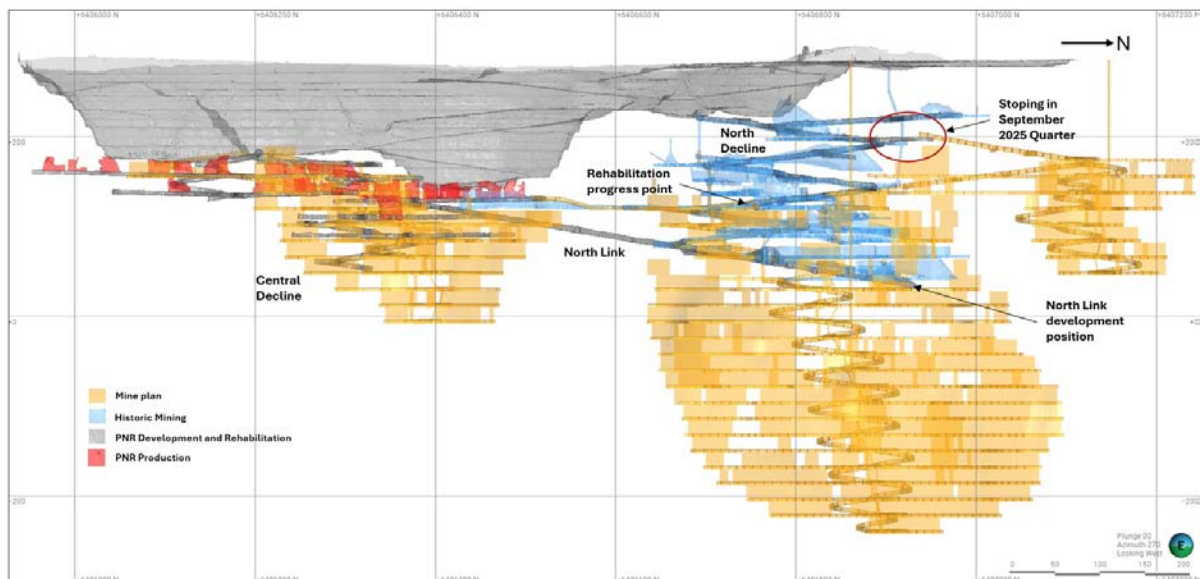 +6406000 N
+6406200 N
+6406400 N
+6406600 N
+6406800 N
+6407000 N
+6407200 N
N
Stoping in
September
2025 Quarter
+200
North
Decline
Rehabilitation
progress point
North Link
Central
Decline
North Link
development
position
+0
Mine plan
Historic Mining
PNR Development and Rehabilitation
PNR Production
-200
Plunge 00
Azimuth 270
Looking West
0 50 100 150 200